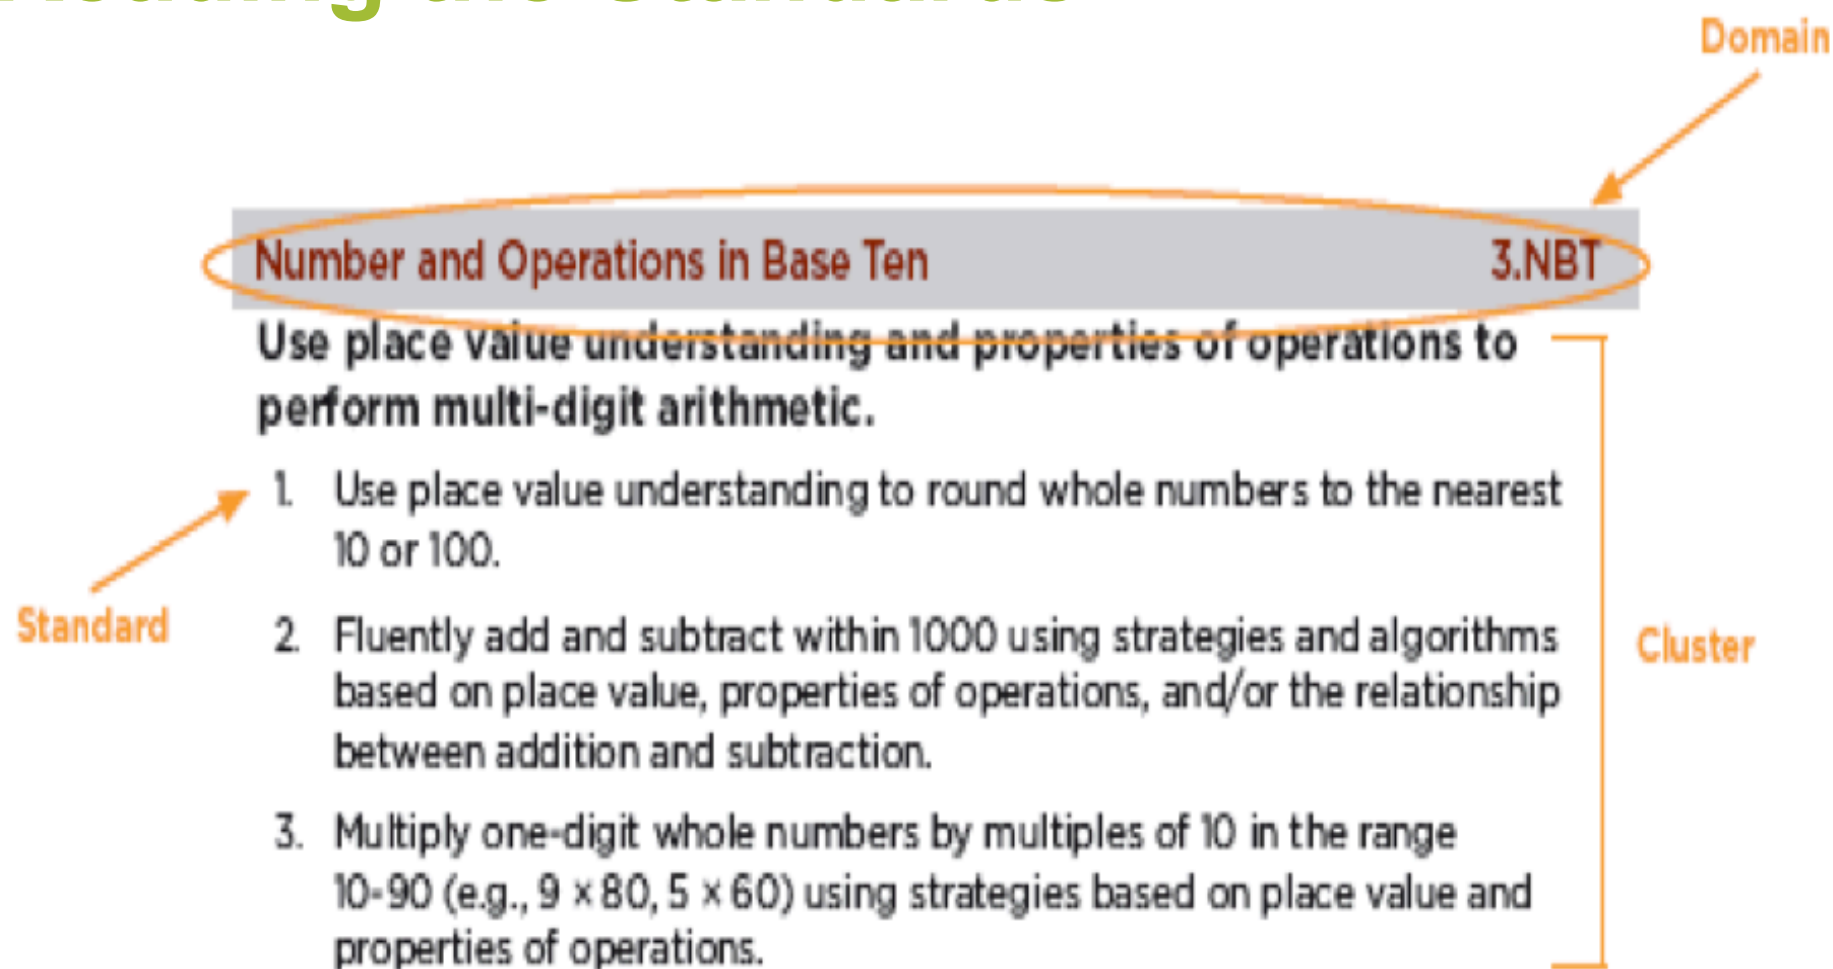 Reading the Standards
Domain
Number and Operations in Base Ten 3.NBT
Use place value understanding and properties of operations to
perform multi-digit arithmetic.
1. Use place value understanding to round whole numbers to the nearest
10 or 100.
Standard
2. Fluently add and subtract within 1000 using strategies and algorithms
based on place value, properties of operations, and/or the relationship
between addition and subtraction.
Cluster
3. Multiply one-digit whole numbers by multiples of 10 in the range
10-90 (e.g., 9 × 80, 5 × 60) using strategies based on place value and
properties of operations.